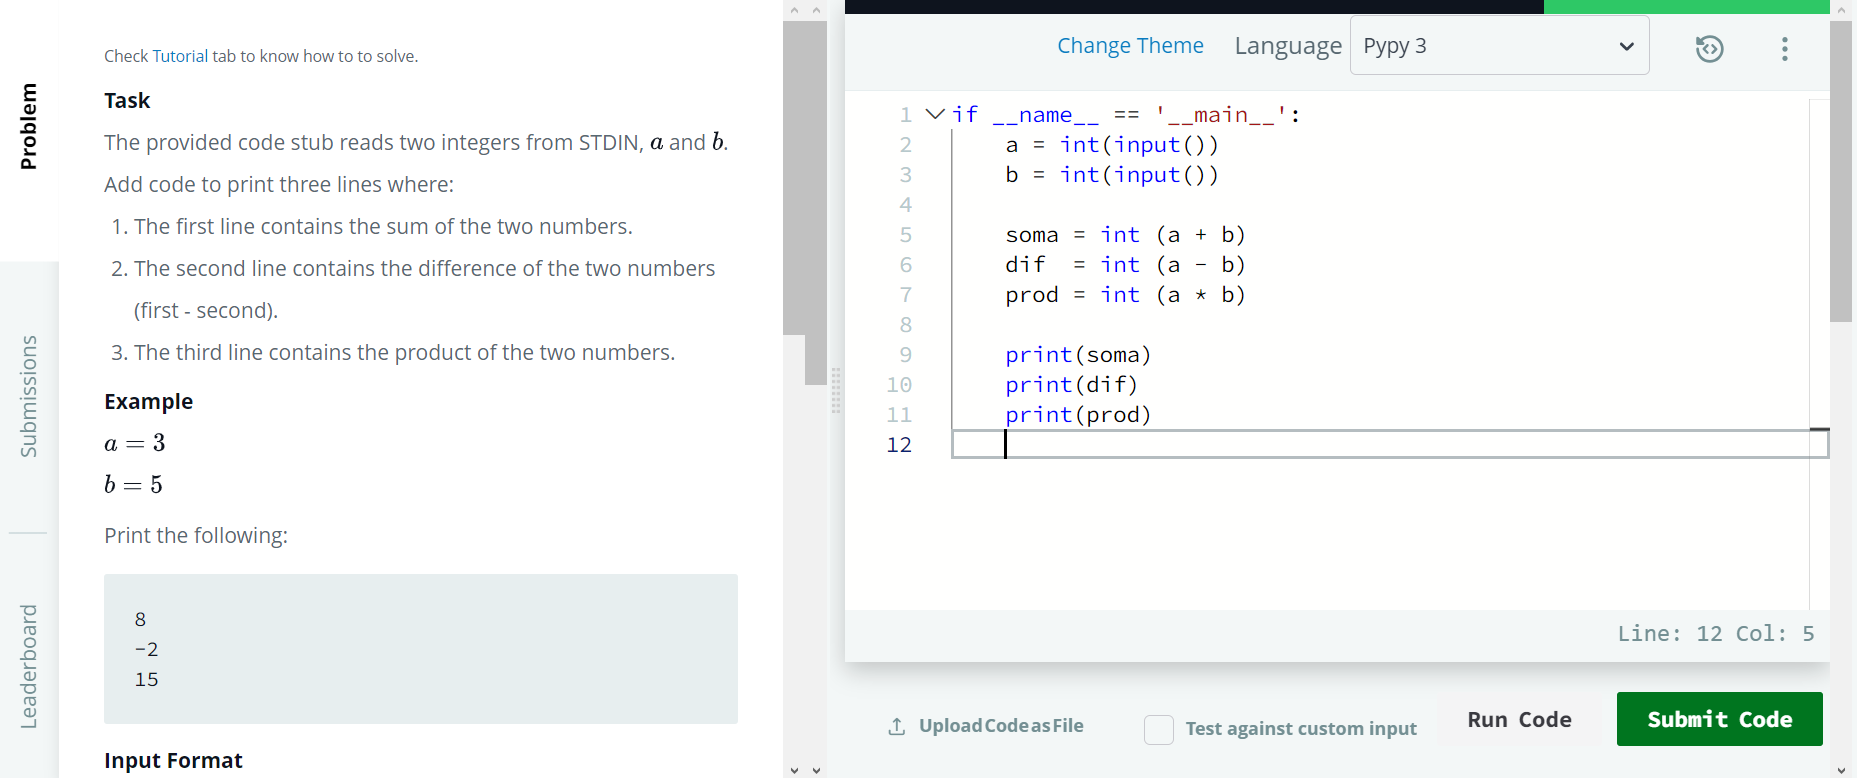 Problem
Submissions
Leaderboard
Check Tutorial tab to know how to to solve.
Task
The provided code stub reads two integers from STDIN, a and b.
Add code to print three lines where:
1. The first line contains the sum of the two numbers.
2. The second line contains the difference of the two numbers
(first - second).
3. The third line contains the product of the two numbers.
Example
a = 3
b = 5
Print the following:
8
-2
15
Input Format
Change Theme Language Pypy 3
1 if __name__ == '__main__':
2     a = int(input())
3     b = int(input())
4
5     soma = int (a + b)
6     dif  = int (a - b)
7     prod = int (a * b)
8
9     print(soma)
10     print(dif)
11     print(prod)
12
Line: 12 Col: 5
Upload Code as File Test against custom input Run Code Submit Code